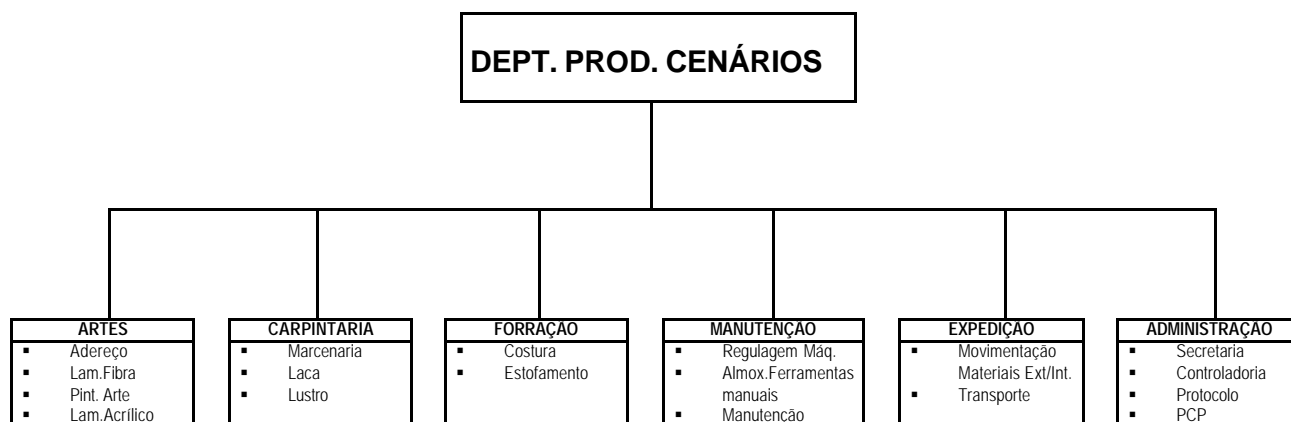 DEPT. PROD. CENÁRIOS
ARTES
▪ Adereço
▪ Lam.Fibra
▪ Pint. Arte
▪ Lam.Acrílico
CARPINTARIA
▪ Marcenaria
▪ Laca
▪ Lustro
FORRAÇÃO
▪ Costura
▪ Estofamento
MANUTENÇÃO
▪ Regulagem Máq.
▪ Almox.Ferramentas
manuais
▪ Manutenção
EXPEDIÇÃO
▪ Movimentação
Materiais Ext/Int.
▪ Transporte
ADMINISTRAÇÃO
▪ Secretaria
▪ Controladoria
▪ Protocolo
▪ PCP